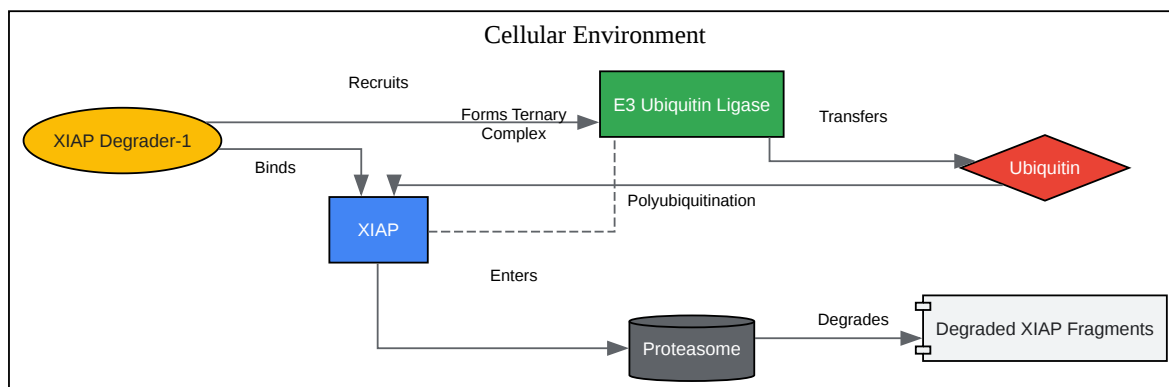 Cellular Environment
Recruits
E3 Ubiquitin Ligase
Forms Ternary
Complex
Transfers
XIAP Degrader-1
Binds
Ubiquitin
Polyubiquitination
XIAP
Enters
Degrades
Proteasome
Degraded XIAP Fragments